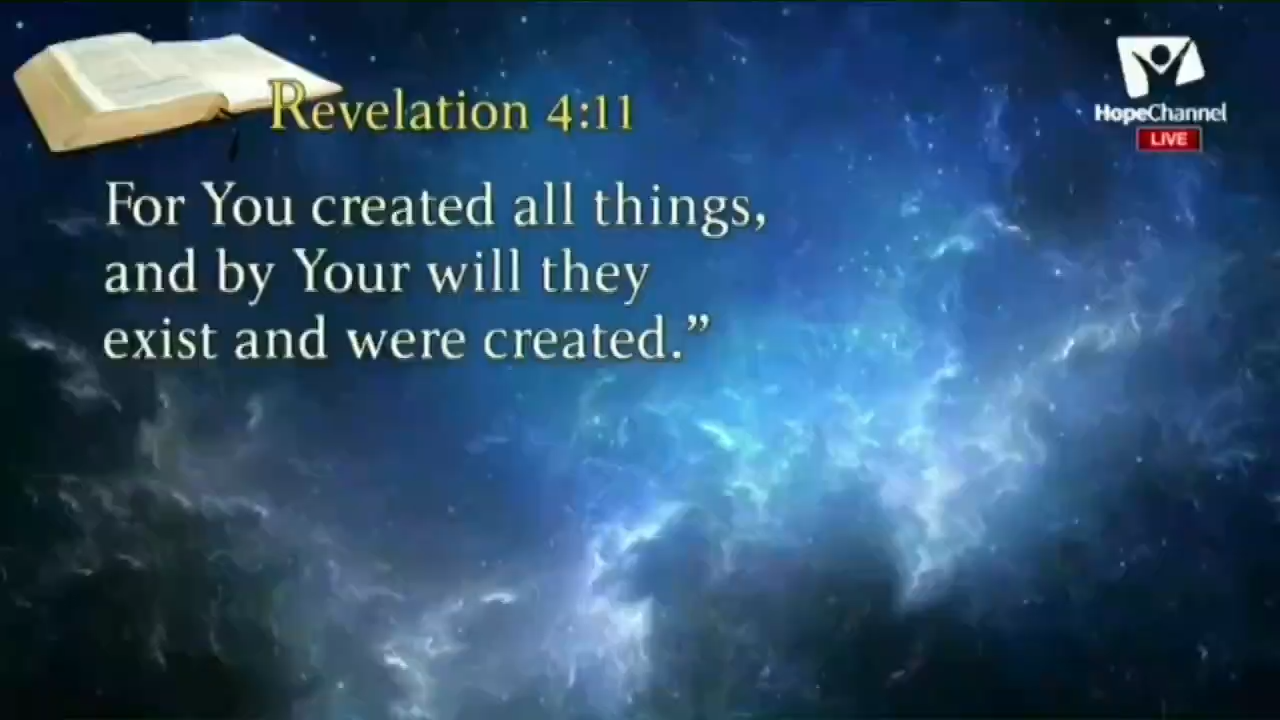 Revelation 4:11
HopeChannel
LIVE
For You created all things,
and by Your will they
exist and were created.”